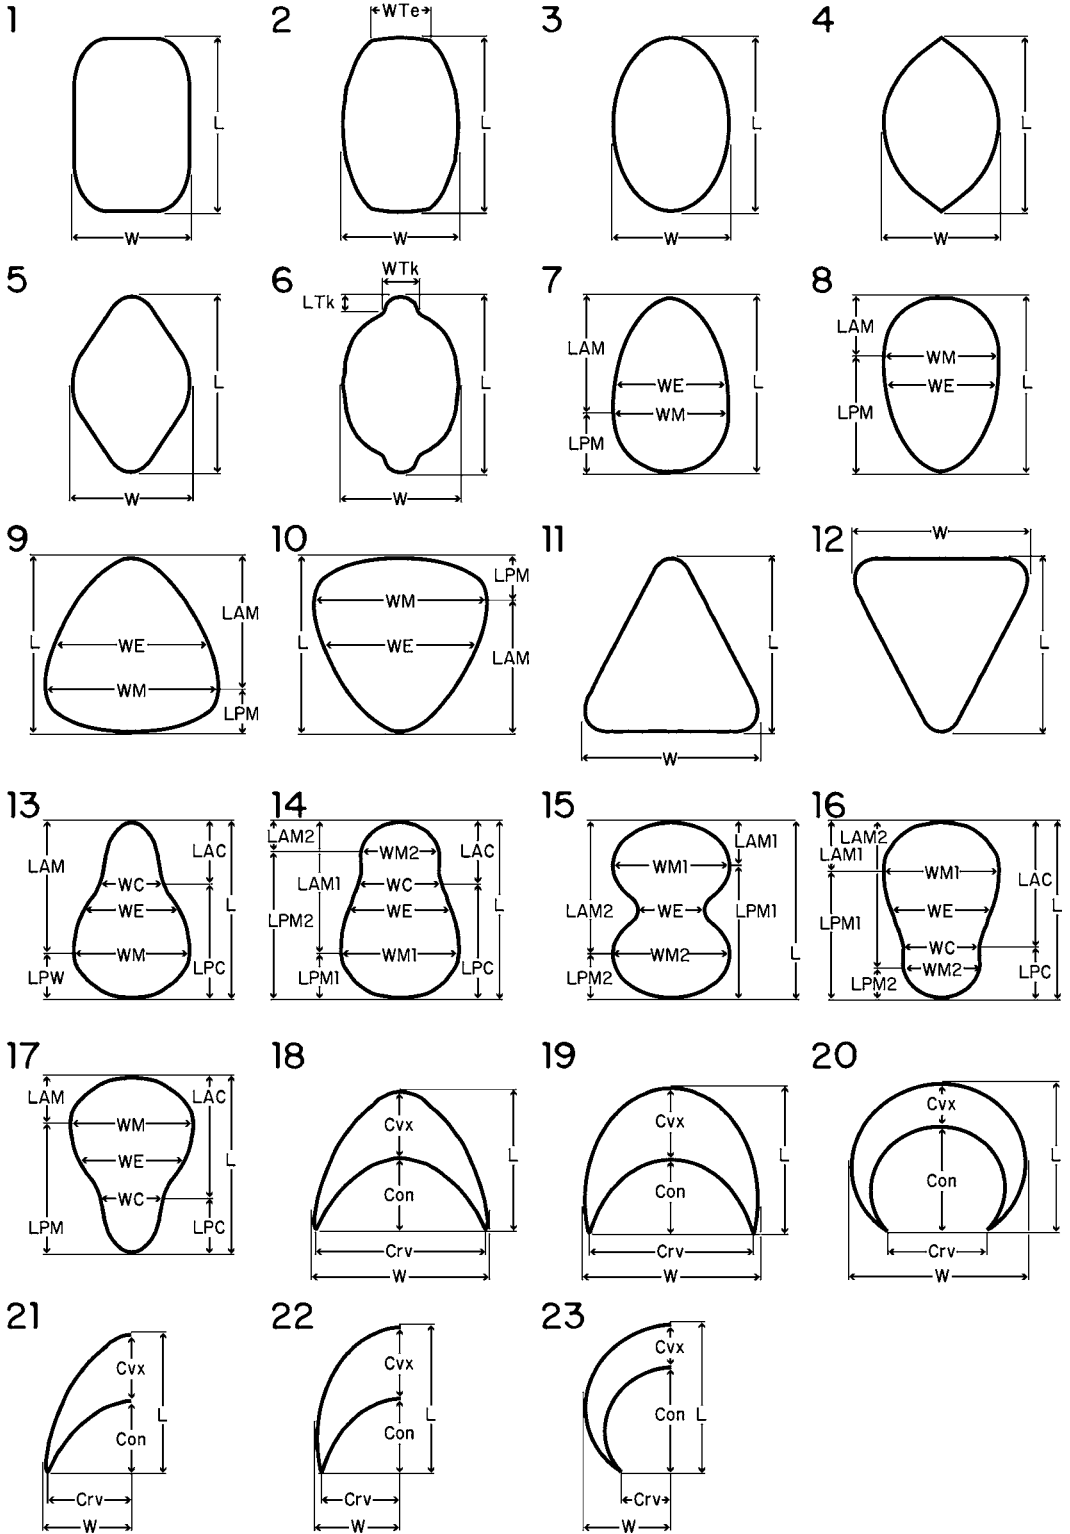 1 2 3 4
WTe
L L L L
W W W W
5 6 7 8
WTk
LTk
LAM LAM
WM
L L WE WE L L
WM
LPM LPM
W W
9 10 11 12
W
LPM
LAM WM
L WE L WE LAM L L
WM
LPM
W
13 14 15 16
LAM2 LAM1 LAM2
LAM LAC WM2 LAC WM1 LAM1 WM1
WC LAM1 WC LAC
WE L LPM2 WE L LAM2 WE LPM1 LPM1 WE L
WM WM1 WM2 L WC
LPW LPC LPM1 LPC LPM2 LPM2 WM2 LPC
17 18 19 20
LAM LAC Cvx Cvx Cvx
WM
WE L L L L
WC Con Con Con
LPM LPC
Crv Crv Crv
W W W
21 22 23
Cvx Cvx Cvx
L L L
Con Con Con
Crv Crv Crv
W W W